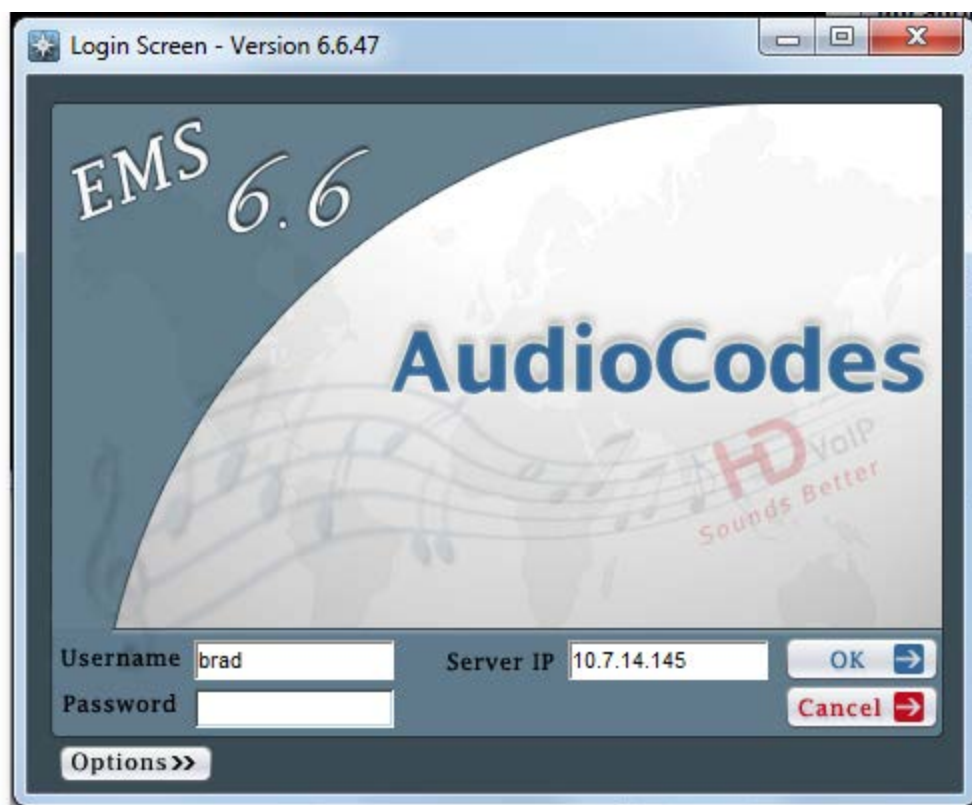 Login Screen - Version 6.6.47
EMS 6.6
AudioCodes
HD VoIP
Sounds Better
Username brad Server IP 10.7.14.145 OK
Password Cancel
Options>>